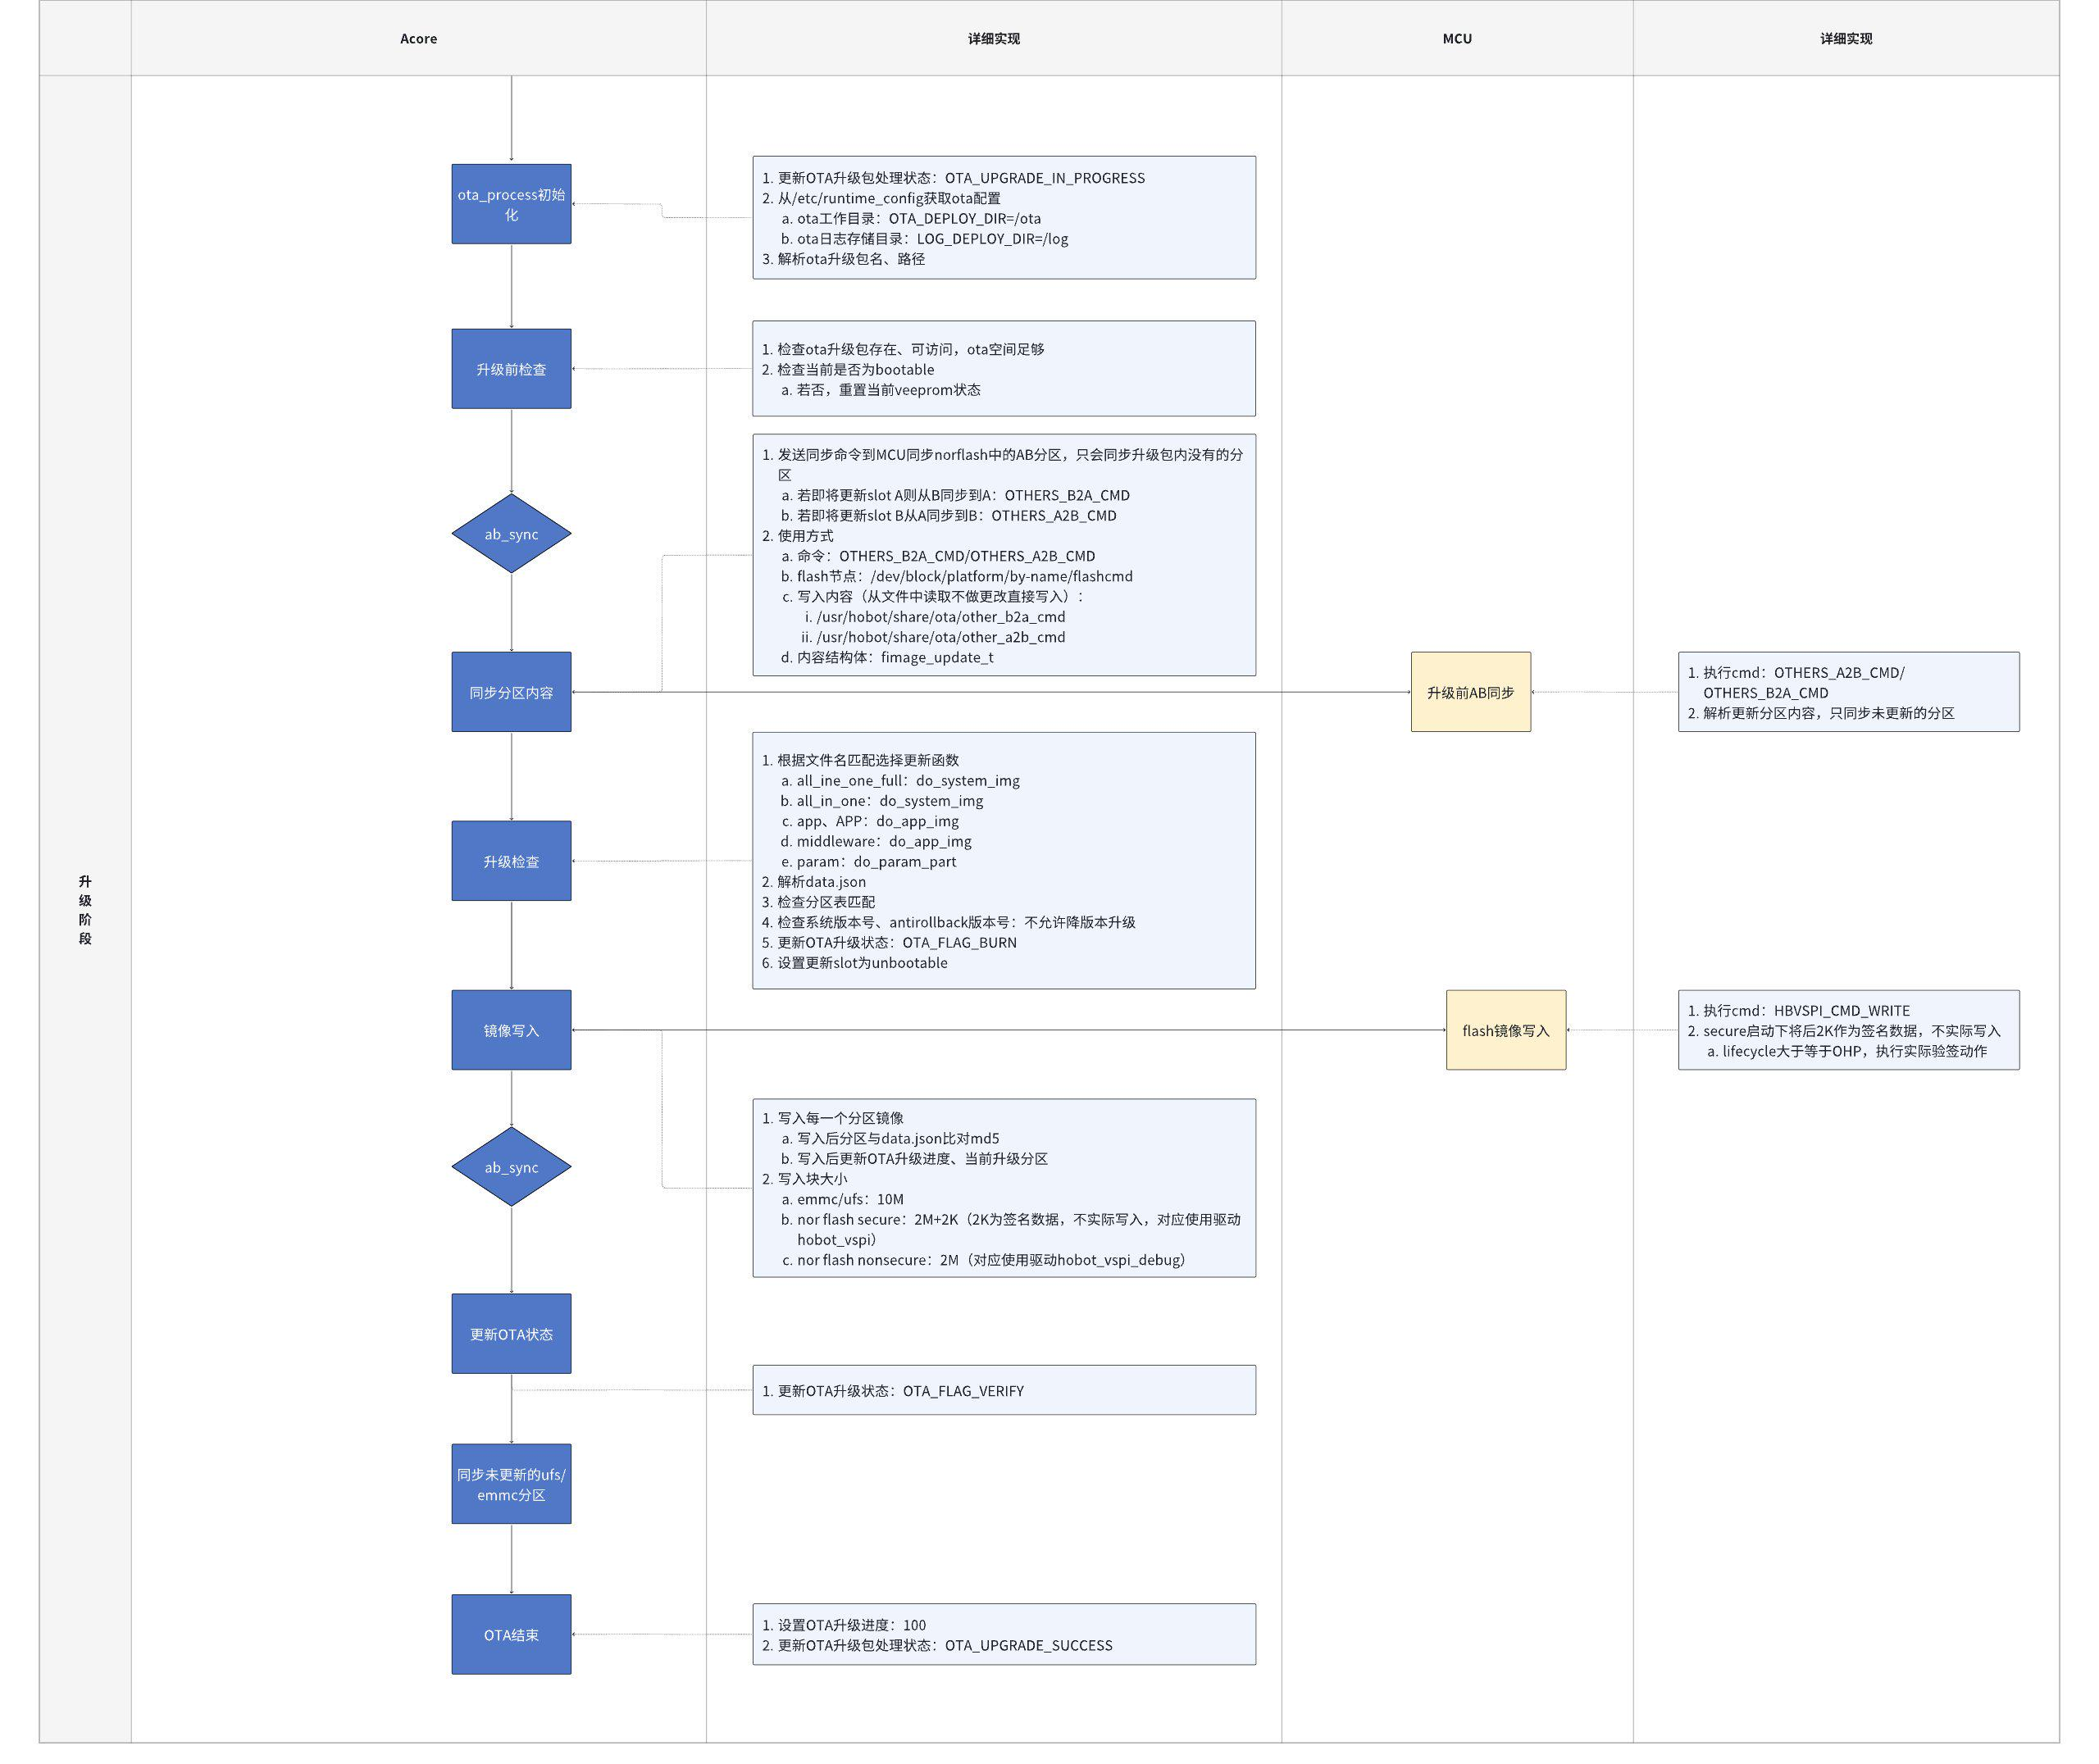 Acore
详细实现
MCU
详细实现
升
级
阶
段
ota_process初始
化
1. 更新OTA升级包处理状态：OTA_UPGRADE_IN_PROGRESS
2. 从/etc/runtime_config获取ota配置
a. ota工作目录：OTA_DEPLOY_DIR=/ota
b. ota日志存储目录：LOG_DEPLOY_DIR=/log
3. 解析ota升级包名、路径
升级前检查
1. 检查ota升级包存在、可访问，ota空间足够
2. 检查当前是否为bootable
a. 若否，重置当前veeprom状态
ab_sync
1. 发送同步命令到MCU同步norflash中的AB分区，只会同步升级包内没有的分
区
a. 若即将更新slot A则从B同步到A：OTHERS_B2A_CMD
b. 若即将更新slot B从A同步到B：OTHERS_A2B_CMD
2. 使用方式
a. 命令：OTHERS_B2A_CMD/OTHERS_A2B_CMD
b. flash节点：/dev/block/platform/by-name/flashcmd
c. 写入内容（从文件中读取不做更改直接写入）：
i. /usr/hobot/share/ota/other_b2a_cmd
ii. /usr/hobot/share/ota/other_a2b_cmd
d. 内容结构体：fimage_update_t
同步分区内容
升级前AB同步
1. 执行cmd：OTHERS_A2B_CMD/
OTHERS_B2A_CMD
2. 解析更新分区内容，只同步未更新的分区
升级检查
1. 根据文件名匹配选择更新函数
a. all_ine_one_full：do_system_img
b. all_in_one：do_system_img
c. app、APP：do_app_img
d. middleware：do_app_img
e. param：do_param_part
2. 解析data.json
3. 检查分区表匹配
4. 检查系统版本号、antirollback版本号：不允许降版本升级
5. 更新OTA升级状态：OTA_FLAG_BURN
6. 设置更新slot为unbootable
镜像写入
flash镜像写入
1. 执行cmd：HBVSPI_CMD_WRITE
2. secure启动下将后2K作为签名数据，不实际写入
a. lifecycle大于等于OHP，执行实际验签动作
ab_sync
1. 写入每一个分区镜像
a. 写入后分区与data.json比对md5
b. 写入后更新OTA升级进度、当前升级分区
2. 写入块大小
a. emmc/ufs：10M
b. nor flash secure：2M+2K（2K为签名数据，不实际写入，对应使用驱动
hobot_vspi）
c. nor flash nonsecure：2M（对应使用驱动hobot_vspi_debug）
更新OTA状态
1. 更新OTA升级状态：OTA_FLAG_VERIFY
同步未更新的ufs/
emmc分区
OTA结束
1. 设置OTA升级进度：100
2. 更新OTA升级包处理状态：OTA_UPGRADE_SUCCESS